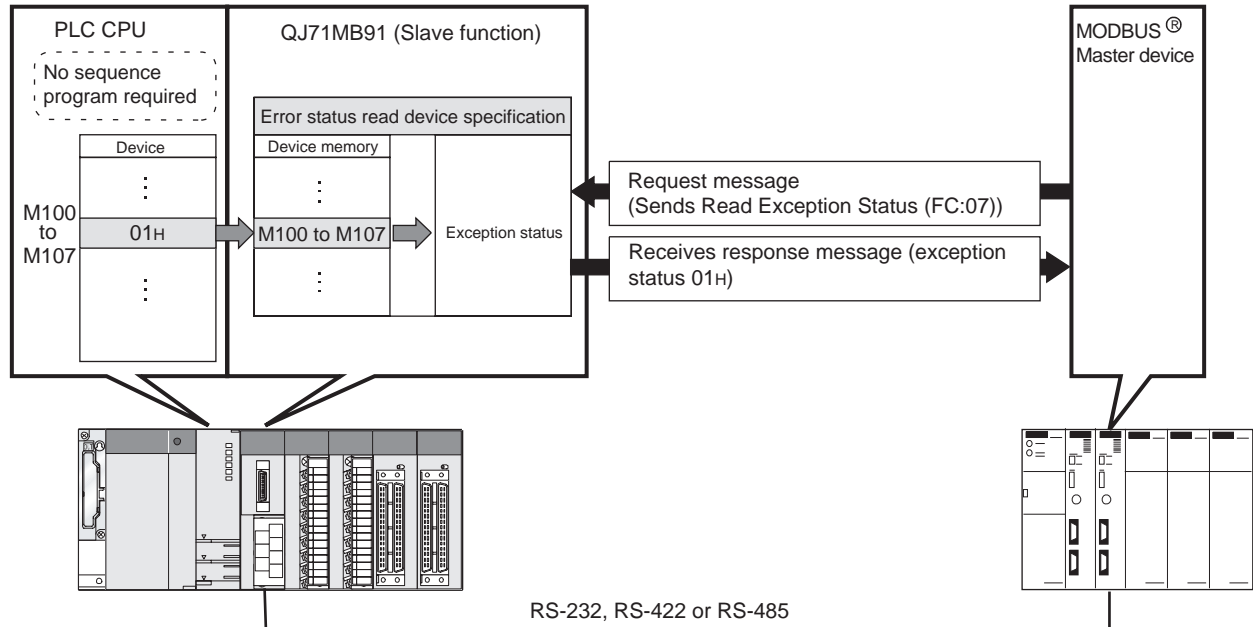 PLC CPU
No sequence
program required
Device
M100
to
M107
01H
QJ71MB91 (Slave function)
Error status read device specification
Device memory
M100 to M107
Exception status
Request message
(Sends Read Exception Status (FC:07))
Receives response message (exception
status 01H)
MODBUS ®
Master device
RS-232, RS-422 or RS-485